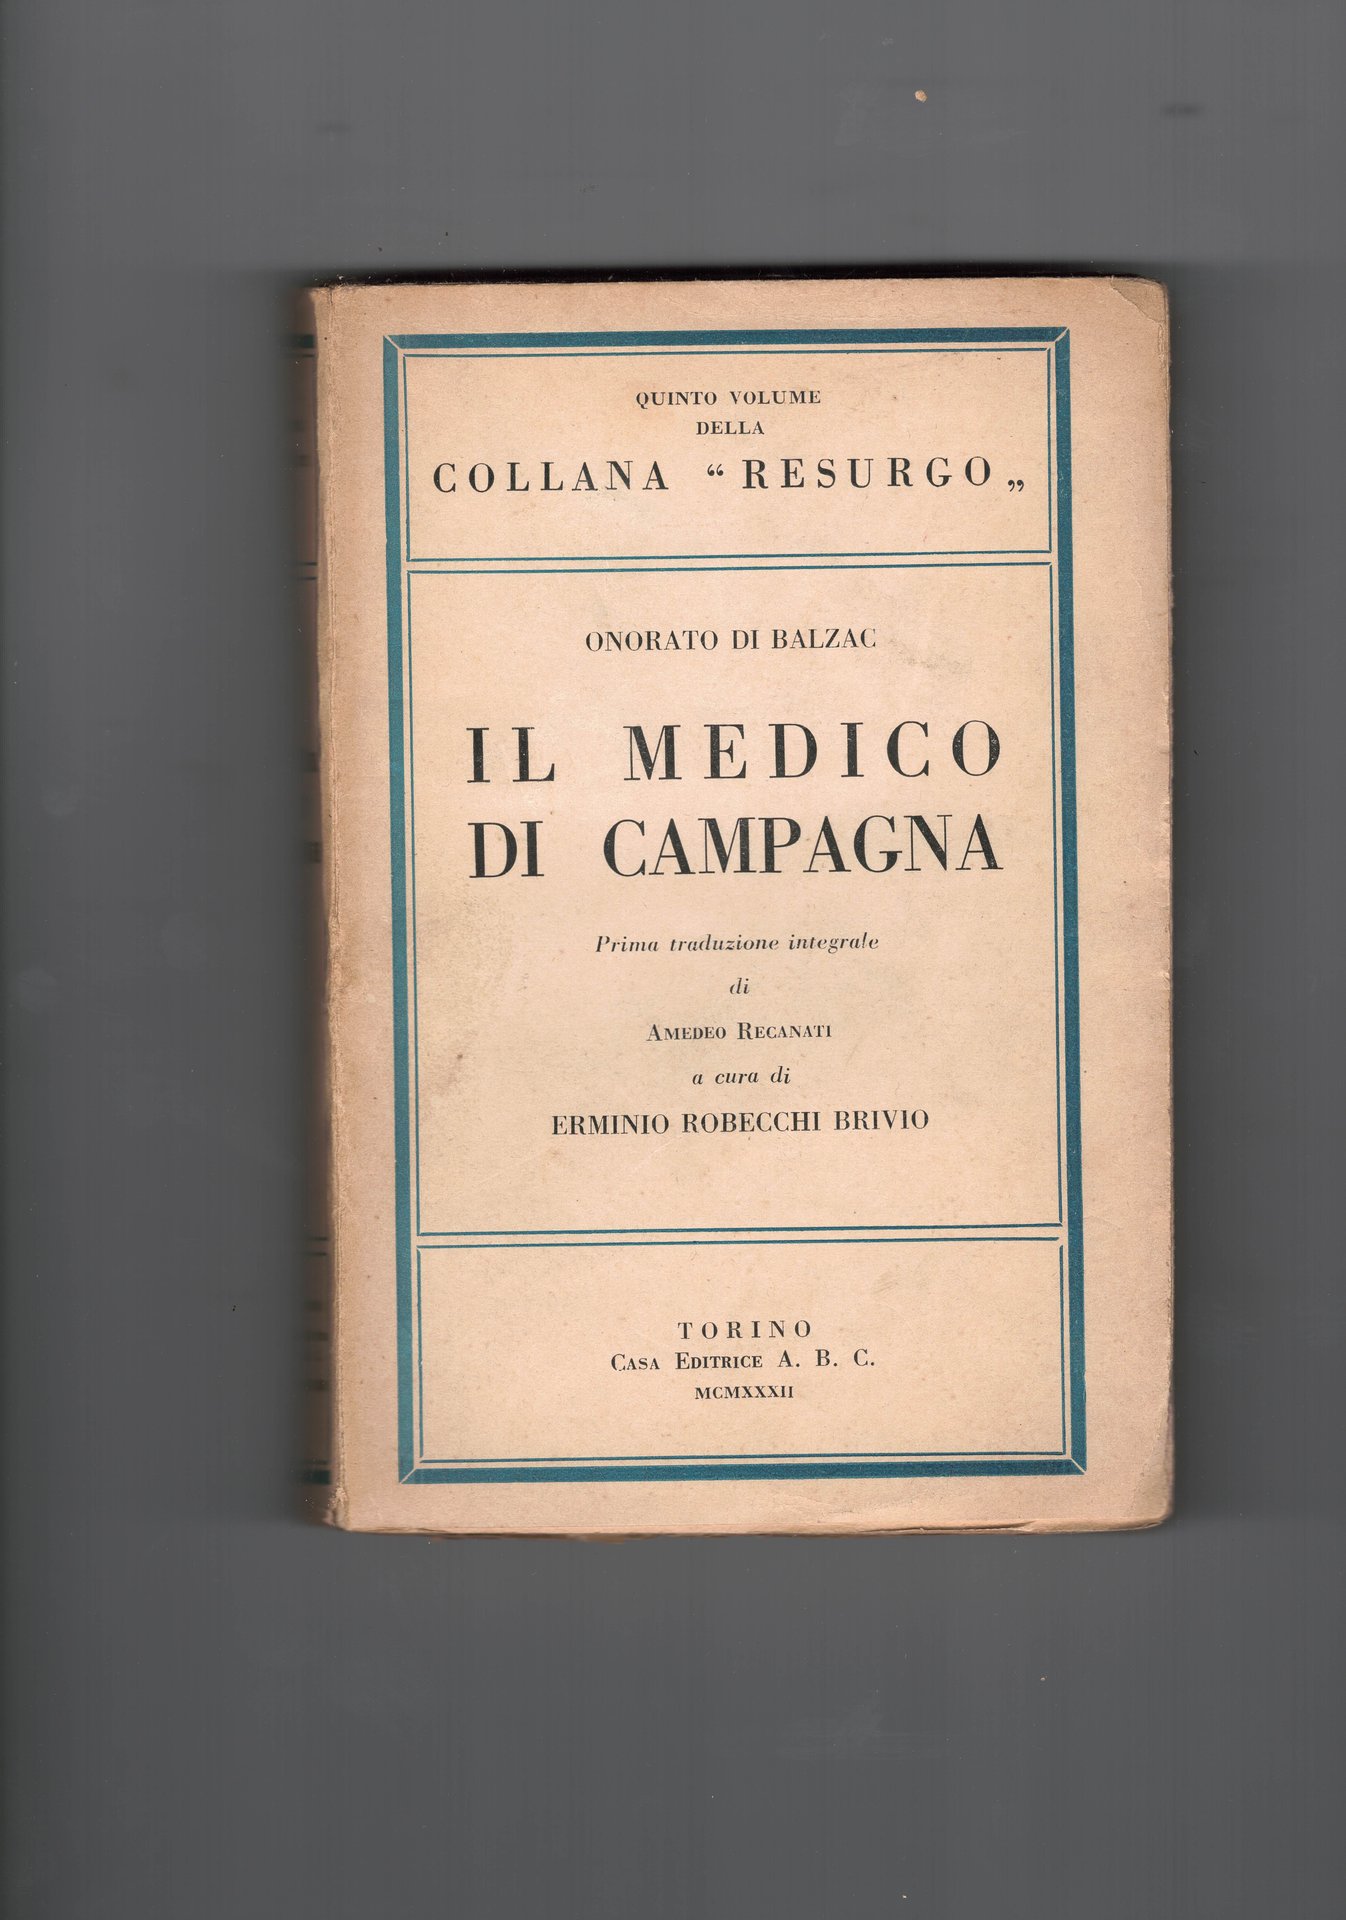 QUINTO VOLUME
DELLA
COLLANA “ RESURGO „
ONORATO DI BALZAC
IL MEDICO
DI CAMPAGNA
Prima traduzione integrale
di
AMEDEO RECANATI
a cura di
ERMINIO ROBECCHI BRIVIO
TORINO
CASA EDITRICE A. B. C.
MCMXXXII